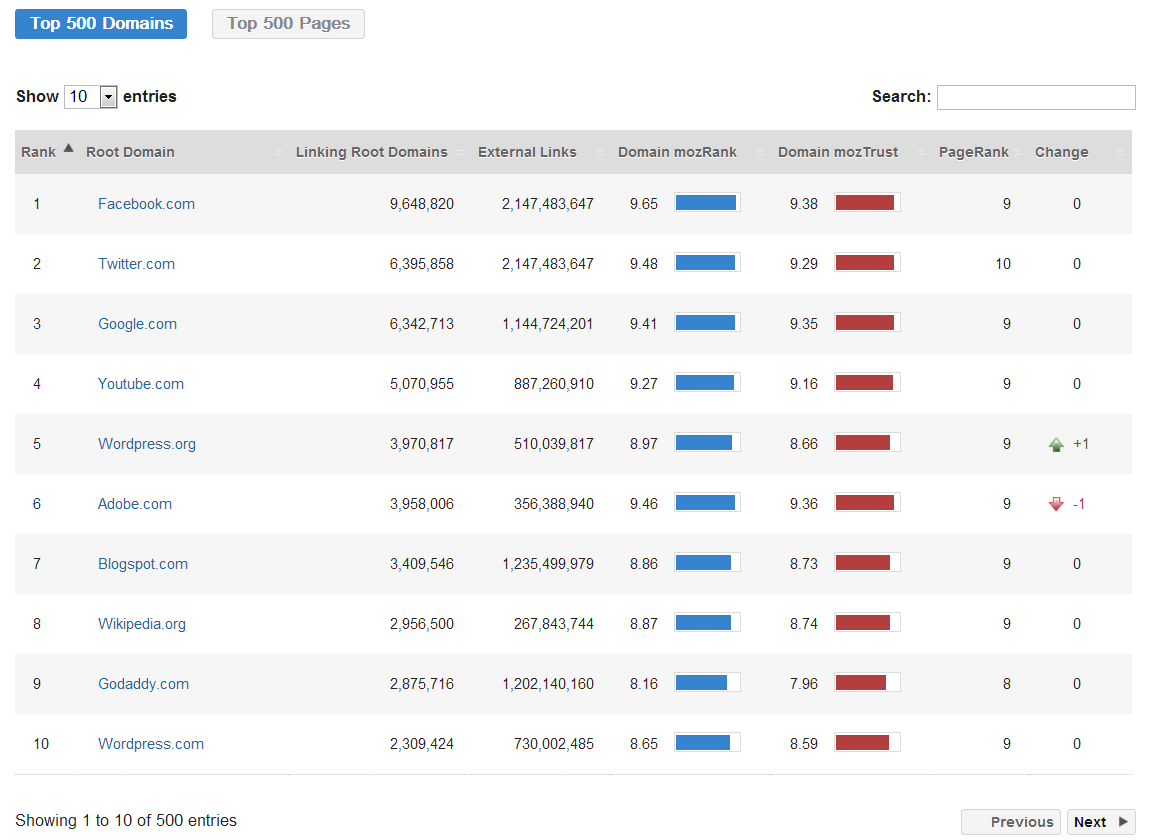 Top 500 Domains Top 500 Pages
Show 10 entries Search:
Rank Root Domain Linking Root Domains External Links Domain mozRank Domain mozTrust PageRank Change
1 Facebook.com 9,648,820 2,147,483,647 9.65 9.38 9 0
2 Twitter.com 6,395,858 2,147,483,647 9.48 9.29 10 0
3 Google.com 6,342,713 1,144,724,201 9.41 9.35 9 0
4 Youtube.com 5,070,955 887,260,910 9.27 9.16 9 0
5 Wordpress.org 3,970,817 510,039,817 8.97 8.66 9 +1
6 Adobe.com 3,958,006 356,388,940 9.46 9.36 9 -1
7 Blogspot.com 3,409,546 1,235,499,979 8.86 8.73 9 0
8 Wikipedia.org 2,956,500 267,843,744 8.87 8.74 9 0
9 Godaddy.com 2,875,716 1,202,140,160 8.16 7.96 8 0
10 Wordpress.com 2,309,424 730,002,485 8.65 8.59 9 0
Showing 1 to 10 of 500 entries Previous Next